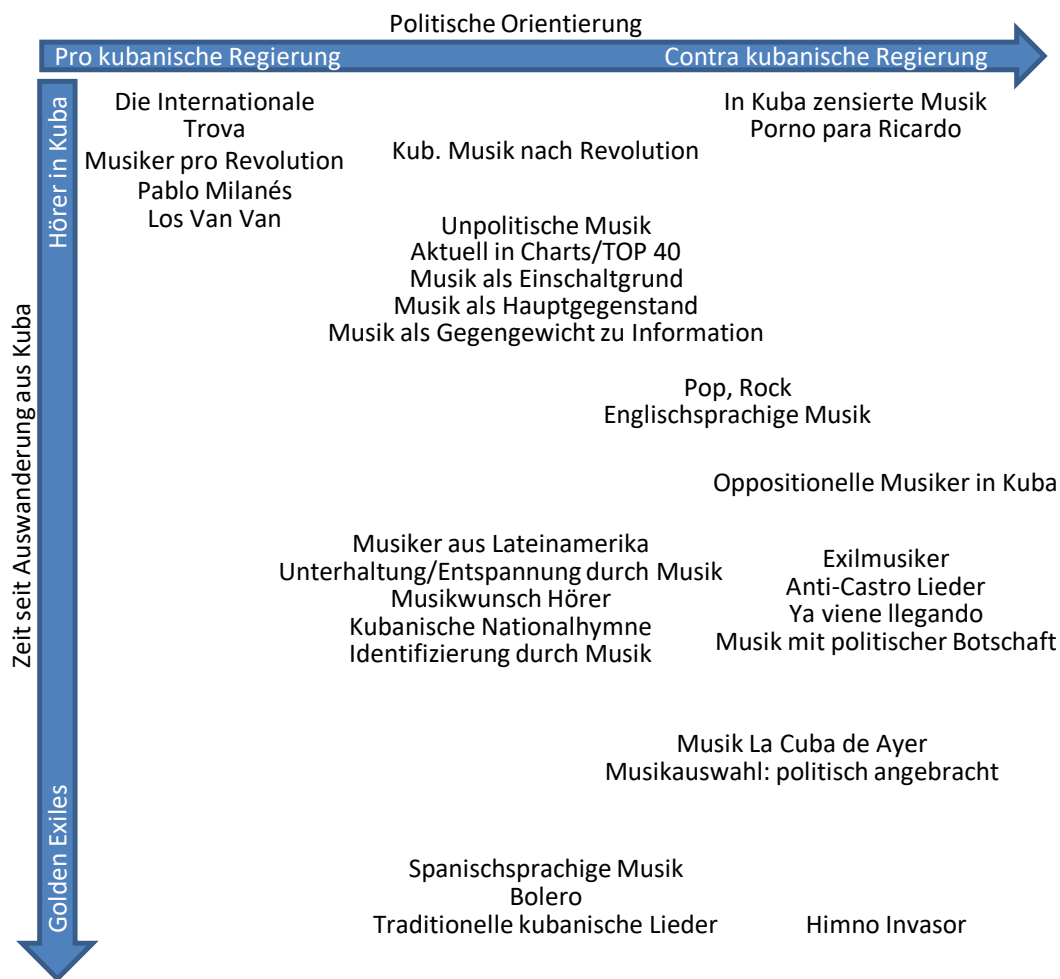 Politische Orientierung
Pro kubanische Regierung
Contra kubanische Regierung
Zeit seit Auswanderung aus Kuba
Hörer in Kuba
Golden Exiles
Die Internationale
Trova
Musiker pro Revolution
Pablo Milanés
Los Van Van
Kub. Musik nach Revolution
In Kuba zensierte Musik
Porno para Ricardo
Unpolitische Musik
Aktuell in Charts/TOP 40
Musik als Einschaltgrund
Musik als Hauptgegenstand
Musik als Gegengewicht zu Information
Pop, Rock
Englischsprachige Musik
Oppositionelle Musiker in Kuba
Musiker aus Lateinamerika
Unterhaltung/Entspannung durch Musik
Musikwunsch Hörer
Kubanische Nationalhymne
Identifizierung durch Musik
Exilmusiker
Anti-Castro Lieder
Ya viene llegando
Musik mit politischer Botschaft
Musik La Cuba de Ayer
Musikauswahl: politisch angebracht
Spanischsprachige Musik
Bolero
Traditionelle kubanische Lieder
Himno Invasor